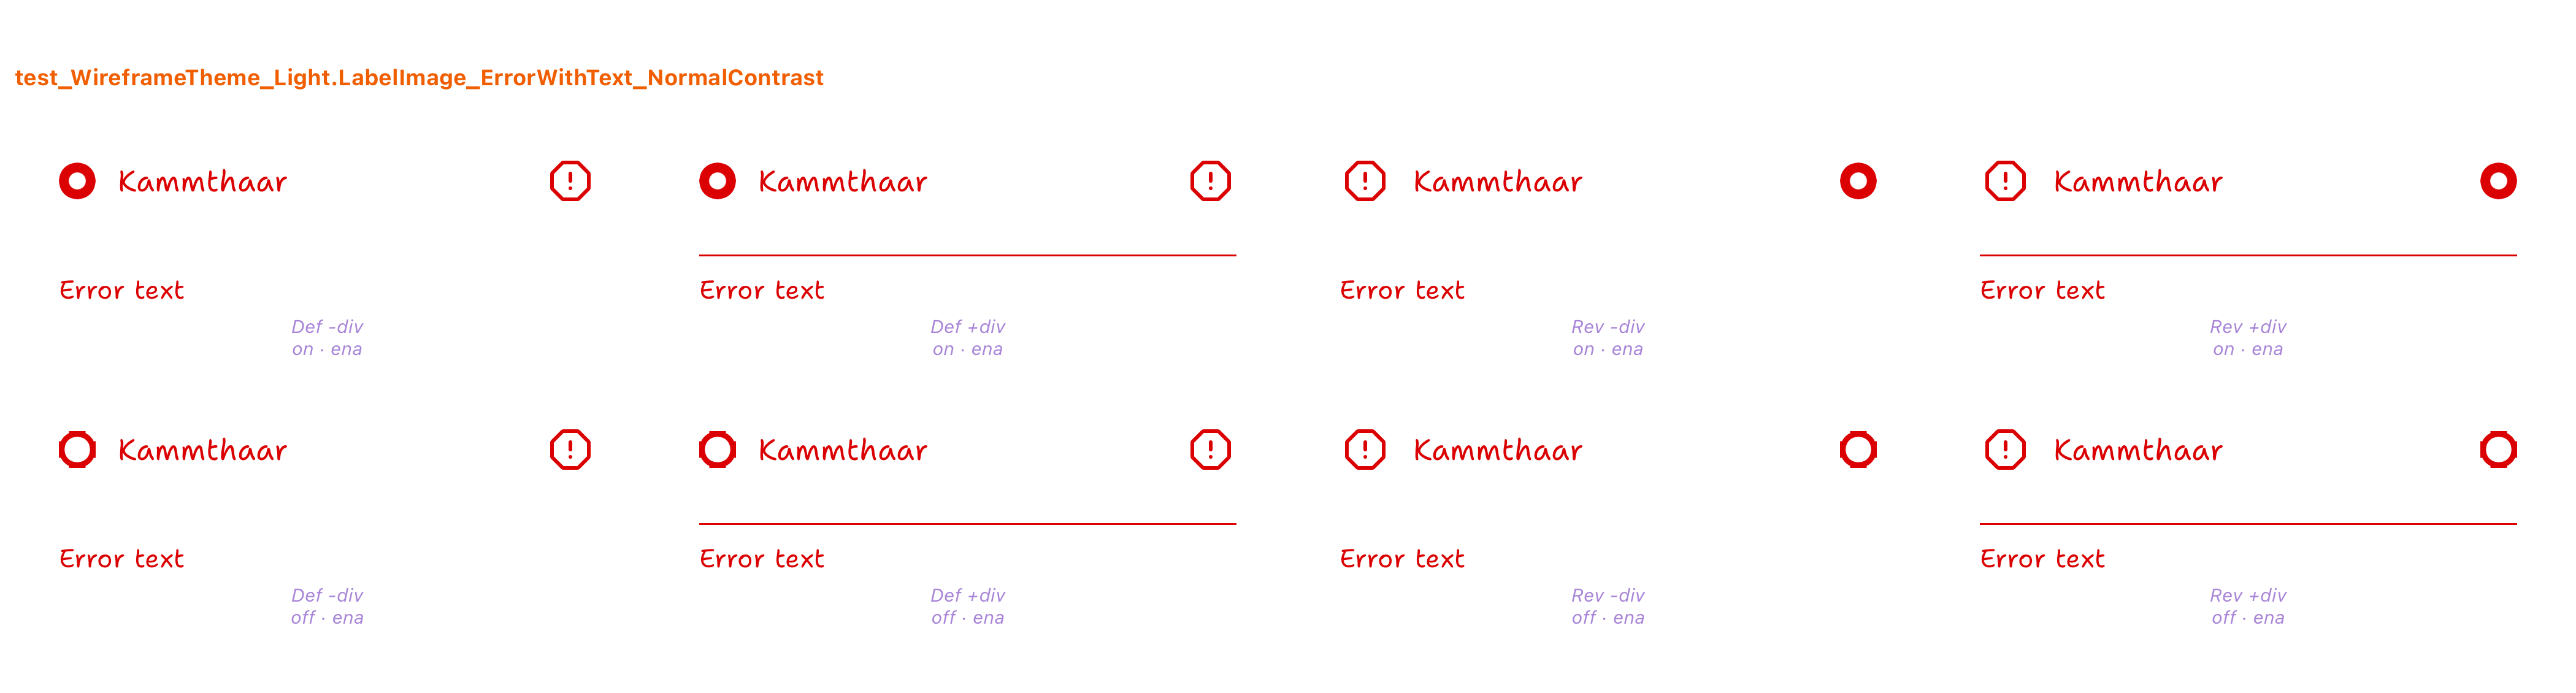 test_WireframeTheme_Light.LabelImage_ErrorWithText_NormalContrast
Kammthaar
Error text
Def -div
on · ena
Kammthaar
Error text
Def +div
on · ena
Kammthaar
Error text
Rev -div
on · ena
Kammthaar
Error text
Rev +div
on · ena
Kammthaar
Error text
Def -div
off · ena
Kammthaar
Error text
Def +div
off · ena
Kammthaar
Error text
Rev -div
off · ena
Kammthaar
Error text
Rev +div
off · ena